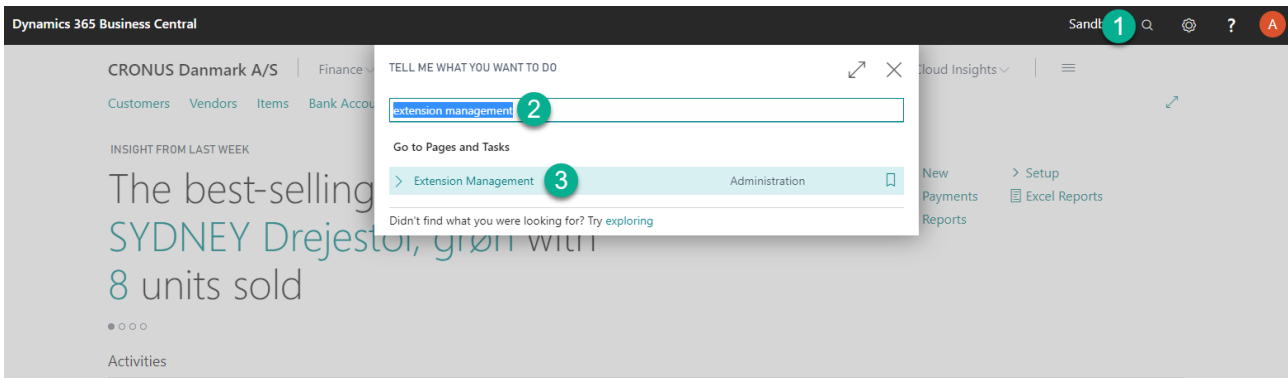 Dynamics 365 Business Central
1
?
A
CRONUS Danmark A/S
Finance
Cloud Insights
Customers Vendors Items
TELL ME WHAT YOU WANT TO DO
extension management 2
Go to Pages and Tasks
Extension Management 3 Administration
Didn't find what you were looking for? Try exploring
INSIGHT FROM LAST WEEK
The best-selling
SYDNEY Drejestol, grøn with
8 units sold
New
Payments
Reports
Setup
Excel Reports
Activities